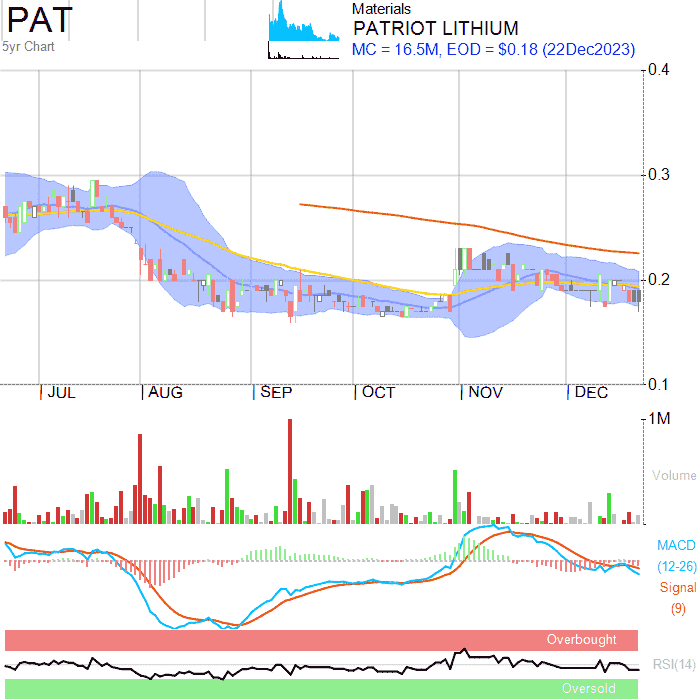 PAT
5yr Chart
Materials
PATRIOT LITHIUM
MC = 16.5M, EOD = $0.18 (22Dec2023)
0.4
0.3
0.2
0.1
JUL AUG SEP OCT NOV DEC
1M
Volume
MACD
(12-26)
Signal
(9)
Overbought
RSI(14)
Oversold